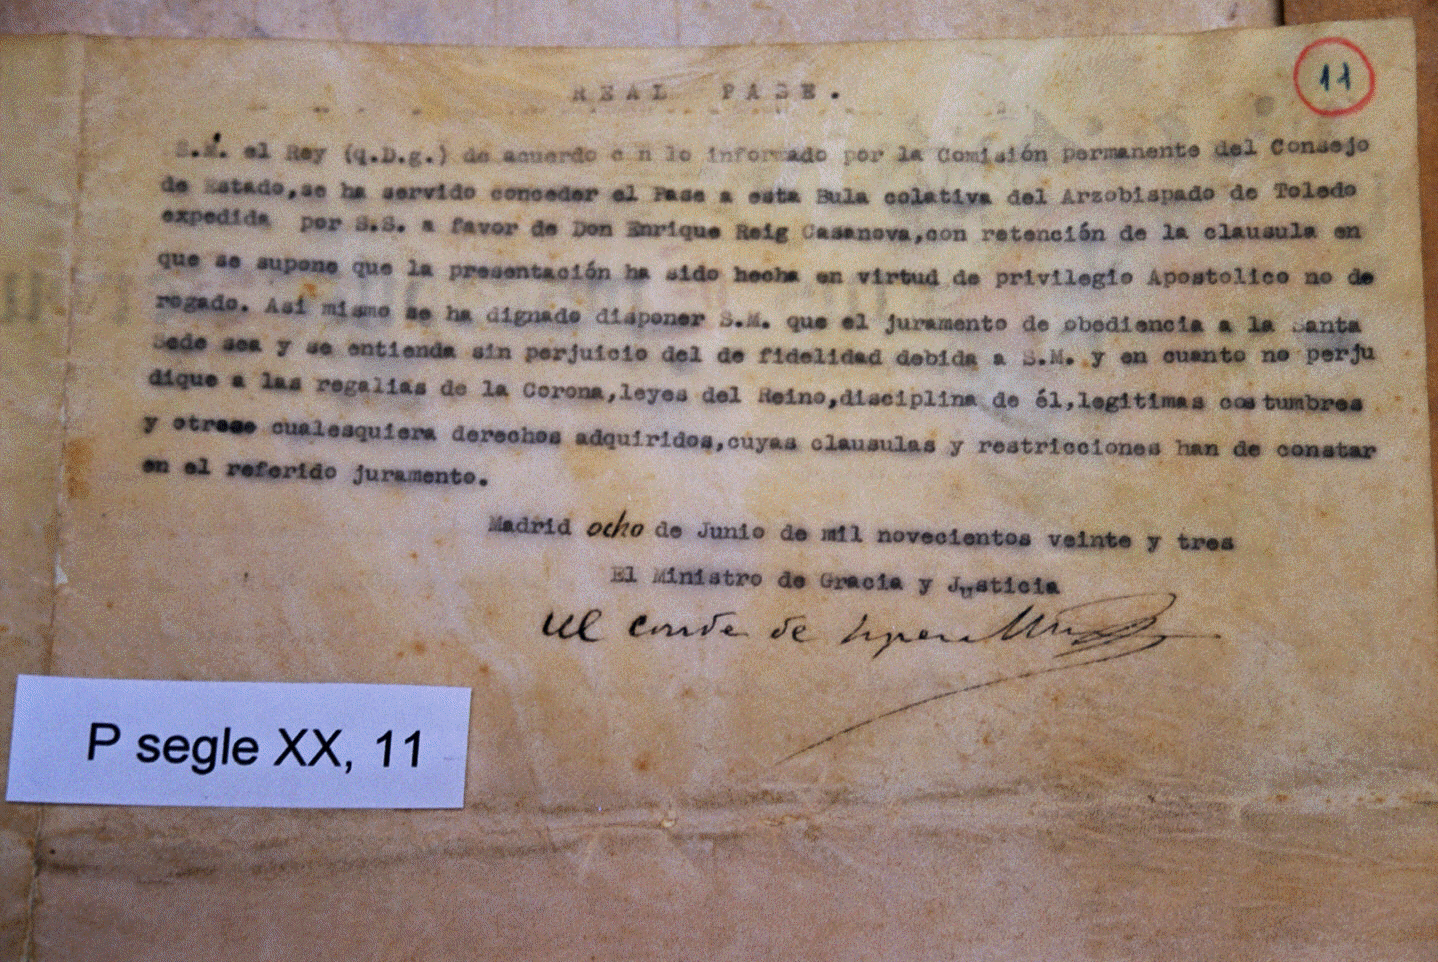 11
REAL PASE.
S.M. el Rey (q.D.g.) de acuerdo c n lo informado por la Comisión permanente del Consejo
de Estado,se ha servido conceder el Pase a esta Bula colativa del Arzobispado de Toledo
expedida por S.S. a favor de Don Enrique Reig Casanova,con retención de la clausula en
que se supone que la presentación ha sido hecha en virtud de privilegio Apostolico no de
rogado. Asi mismo se ha dignado disponer S.M. que el juramento de obediencia a la Santa
Sede sea y se entienda sin perjuicio del de fidelidad debida a S.M. y en cuanto no perju
dique a las regalias de la Corona,leyes del Reino,disciplina de él,legitimas costumbres
y otrase cualesquiera derechos adquiridos,cuyas clausulas y restricciones han de constar
en el referido juramento.
Madrid ocho de Junio de mil novecientos veinte y tres
El Ministro de Gracia y Justicia
El conde de
P segle XX, 11